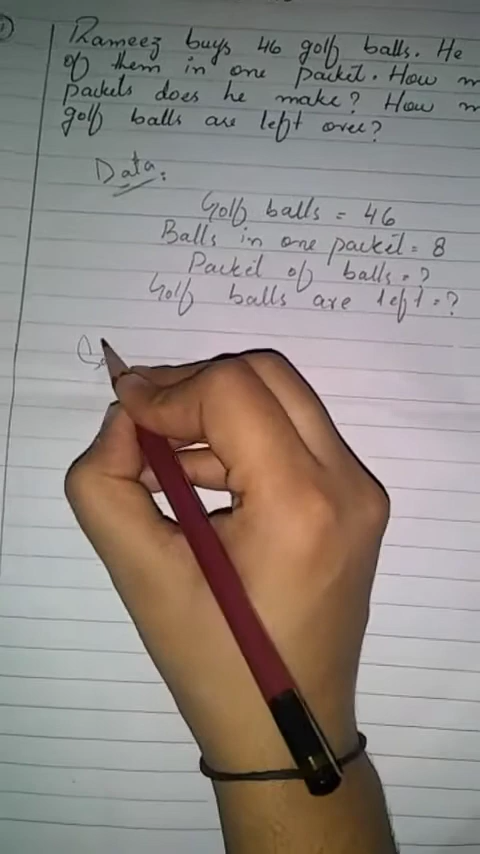 Rameez buys 46 golf balls. He
of them in one packet. How m
packets does he make? How m
golf balls are left over?
Data:
Golf balls = 46
Balls in one packet = 8
Packet of balls = ?
Golf balls are left = ?